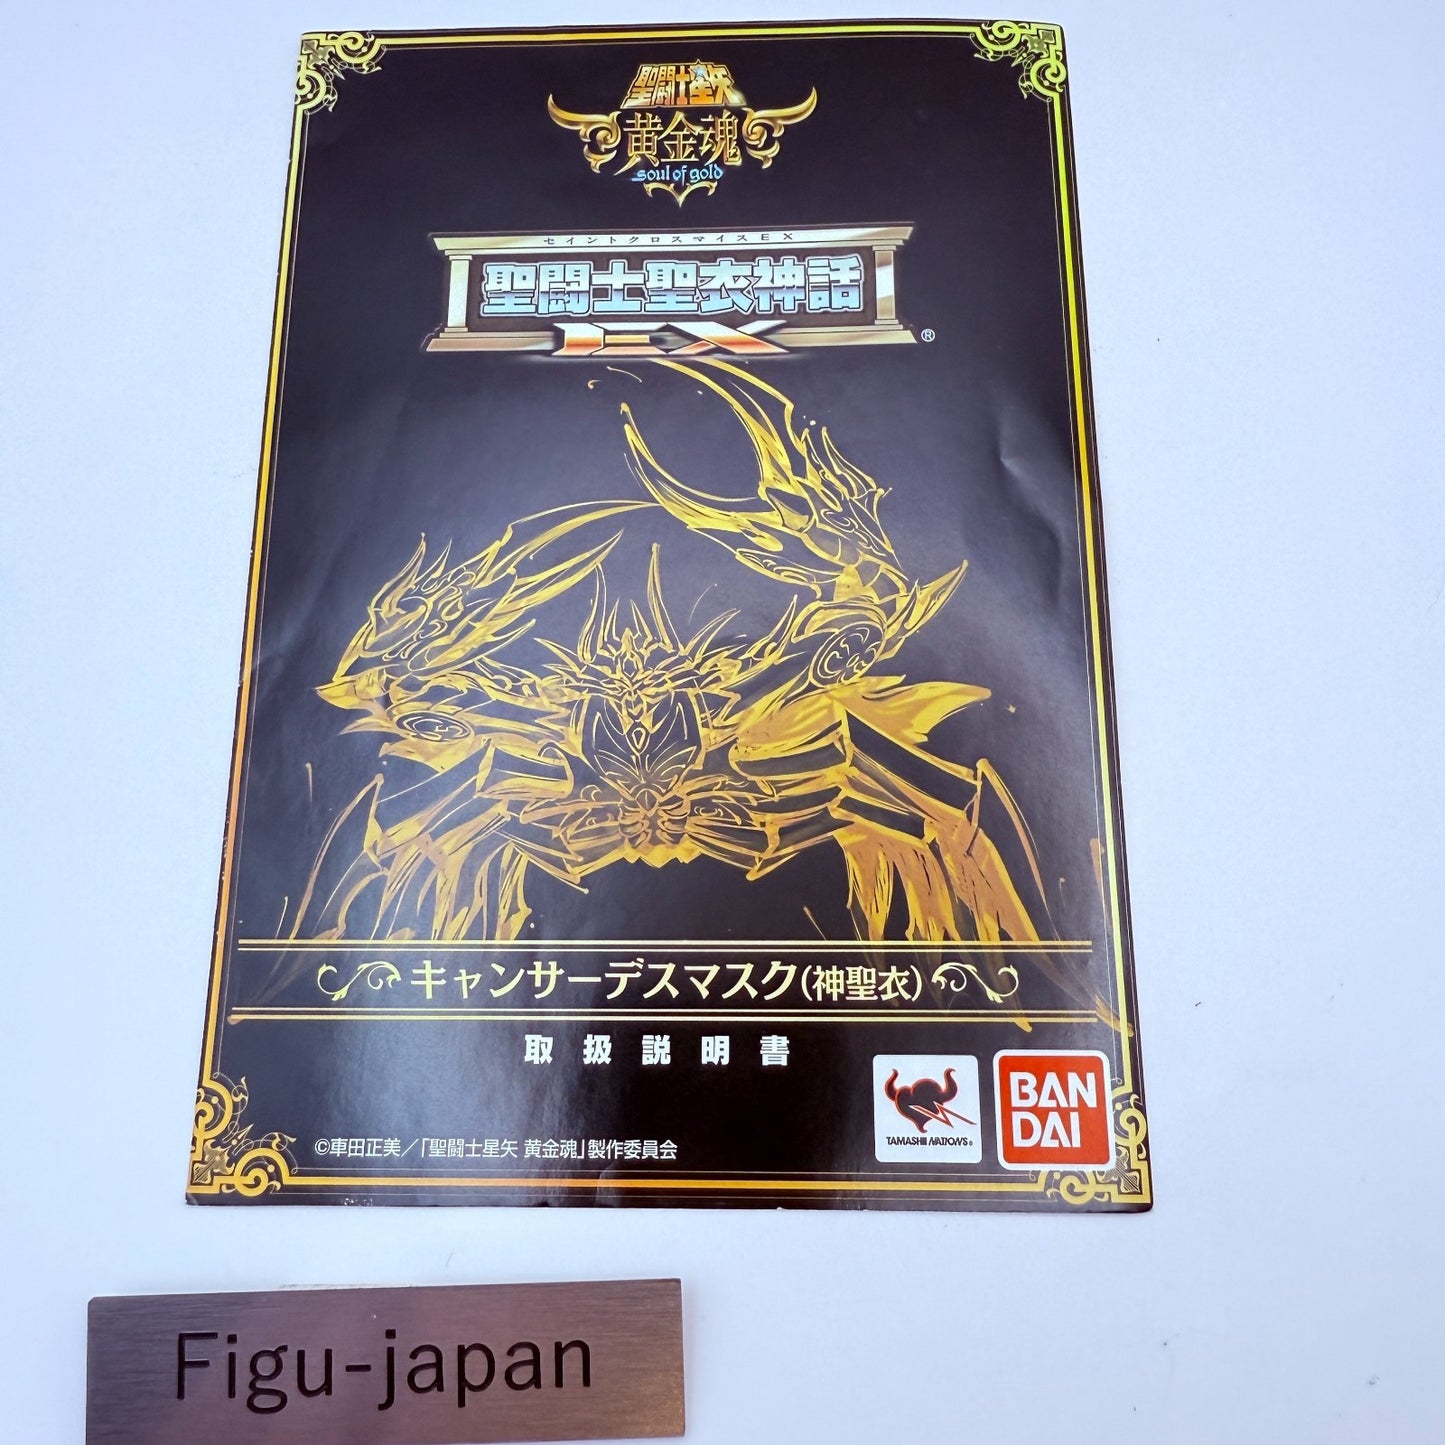 聖闘士星矢
黄金魂
soul of gold
セイントクロスマイスEX
聖闘士聖衣神話
EX
®
キャンサーデスマスク(神聖衣)
取扱説明書
©車田正美／「聖闘士星矢 黄金魂」製作委員会
TAMASHII NATIONS®
BAN
DAI
Figu-japan